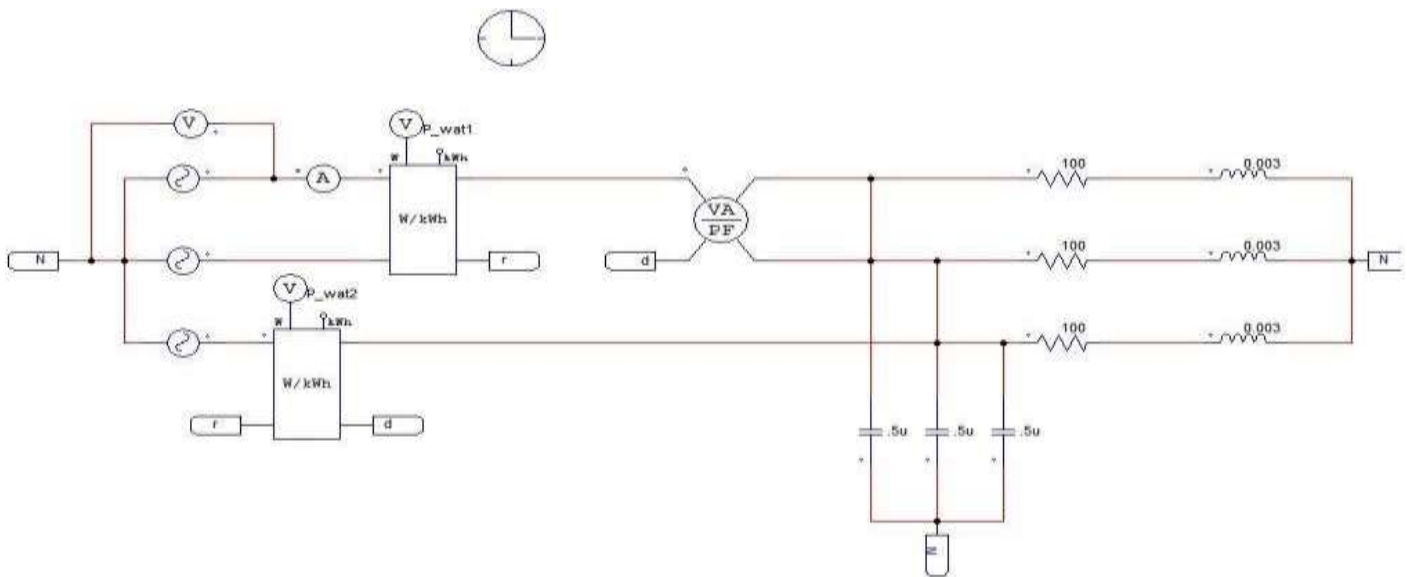 V
V P_wat1
W kWh
100 0.003
A
W/kWh
VA
PF
N
r
d
100 0.003
N
V P_wat2
W kWh
100 0.003
W/kWh
r
d
.5u .5u .5u
N